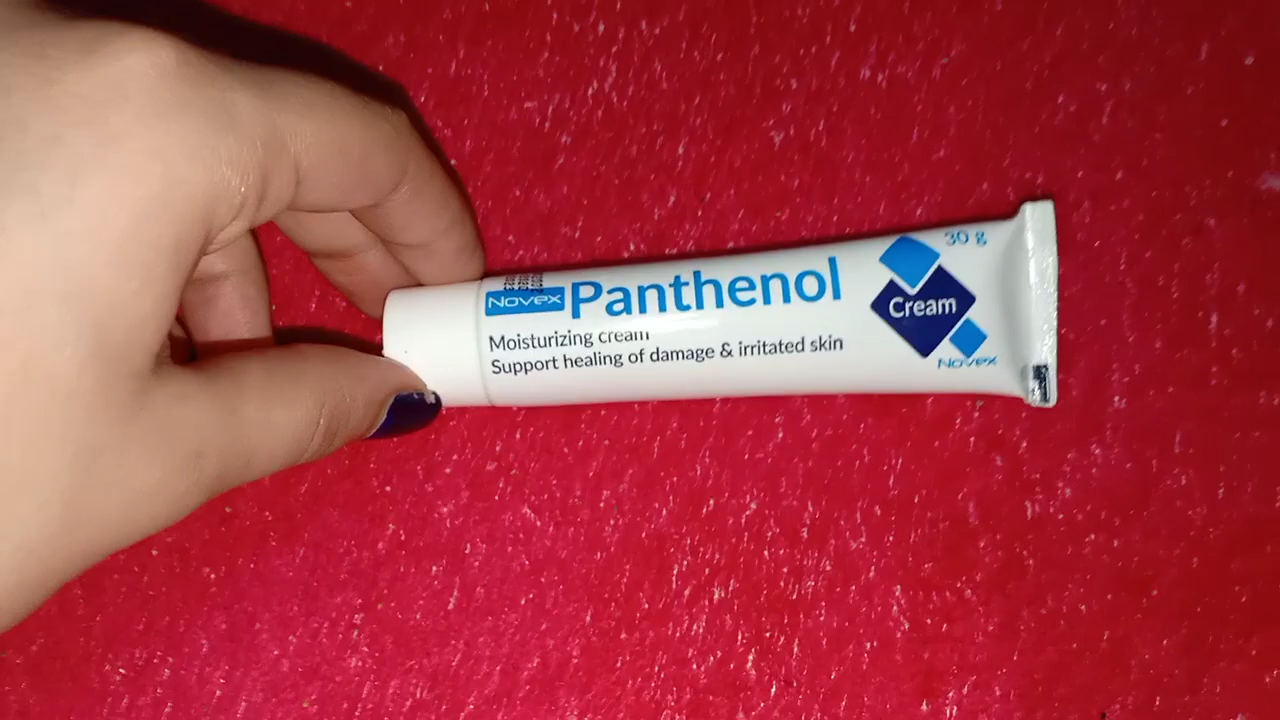 Novex Panthenol
Moisturizing cream
Support healing of damage & irritated skin
30 g
Cream
Novex